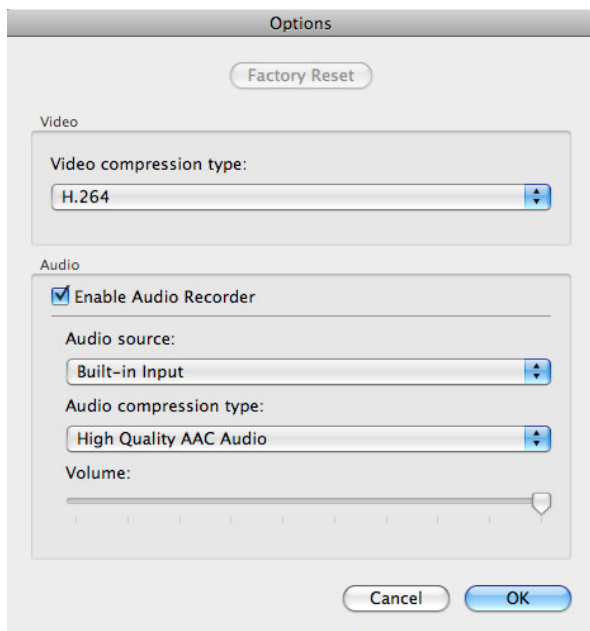 Options
Factory Reset
Video
Video compression type:
H.264
Audio
Enable Audio Recorder
Audio source:
Built-in Input
Audio compression type:
High Quality AAC Audio
Volume:
Cancel OK